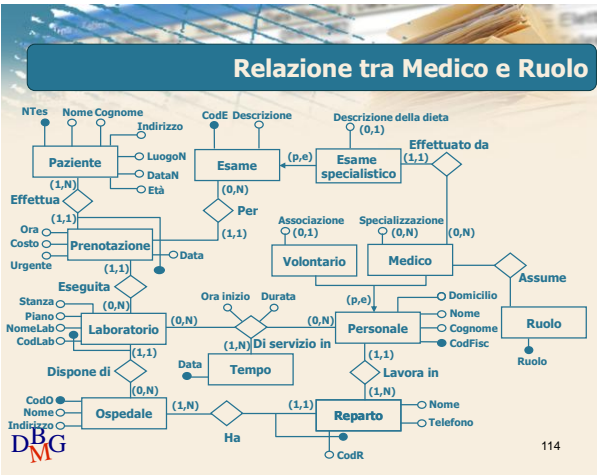 Relazione tra Medico e Ruolo
NTes Nome Cognome CodE Descrizione Descrizione della dieta
Indirizzo (0,1) Effettuato da
Paziente LuogoN Esame (p,e) Esame specialistico (1,1)
DataN
(1,N) Età (0,N)
Effettua Per
(1,1) Associazione Specializzazione
Ora (1,1) (0,1) (0,N) (0,N)
Costo Prenotazione Data Volontario Medico
Urgente (1,1) Assume
Eseguita
Stanza (0,N) Ora inizio Durata (p,e) Domicilio
Piano Nome
NomeLab Laboratorio (0,N) (0,N) Personale Cognome Ruolo
CodLab Di servizio in CodFisc
(1,1) (1,N) (1,1) Ruolo
Dispone di Data Tempo Lavora in
(0,N) (1,N)
CodO
Nome Ospedale (1,N) (1,1) Reparto Nome
Indirizzo Telefono
Ha
CodR
DBMG
114